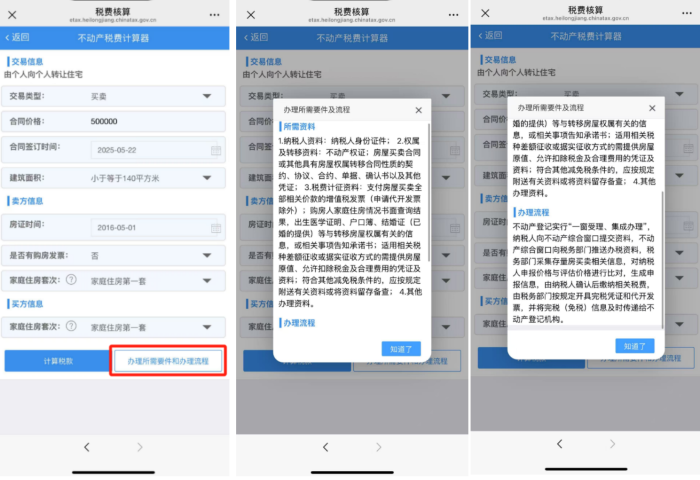 税费核算
etax.heilongjiang.chinatax.gov.cn
返回
不动产税费计算器
交易信息
由个人向个人转让住宅
交易类型:
买卖
合同价格:
500000
合同签订时间:
2025-05-22
建筑面积:
小于等于140平方米
卖方信息
房证时间:
2016-05-01
是否有购房发票:
否
家庭住房套次:
家庭住房第一套
买方信息
家庭住房套次:
家庭住房第一套
计算税款
办理所需要件和办理流程
税费核算
etax.heilongjiang.chinatax.gov.cn
返回
不动产税费计算器
交易信息
由个人向个人转让住宅
交易类型:
买卖
办理所需要件及流程
所需资料
1.纳税人资料:纳税人身份证件;2.权属
及转移资料:不动产权证;房屋买卖合同
或其他具有房屋权属转移合同性质的契
约、协议、合约、单据、确认书以及其他
凭证;3.税费计征资料:支付房屋买卖全
部相关价款的增值税发票(申请代开发票
除外);购房人家庭住房情况书面查询结
果,出生医学证明、户口簿、结婚证(已
婚的提供)等与转移房屋权属有关的信
息,或相关事项告知承诺书;适用相关税
种差额征收或据实征收方式的需提供房屋
原值、允许扣除税金及合理费用的凭证及
资料;符合其他减免税条件的,应按规定
附送有关资料或将资料留存备查;4.其他
办理资料。
办理流程
知道了
税费核算
etax.heilongjiang.chinatax.gov.cn
返回
不动产税费计算器
交易信息
由个人向个人转让住宅
交易类型:
买卖
办理所需要件及流程
婚的提供)等与转移房屋权属有关的信
息,或相关事项告知承诺书;适用相关税
种差额征收或据实征收方式的需提供房屋
原值、允许扣除税金及合理费用的凭证及
资料;符合其他减免税条件的,应按规定
附送有关资料或将资料留存备查;4.其他
办理资料。
办理流程
不动产登记实行“一窗受理、集成办理”,
纳税人向不动产综合窗口提交资料,不动
产综合窗口向税务部门推送办税资料,税
务部门采集存量房买卖相关信息,对纳税
人申报价格与评估价格进行比对,生成申
报信息,由纳税人确认后缴纳相关税费,
由税务部门按规定开具完税凭证和代开发
票,并将完税(免税)信息及时传递给不
动产登记机构。
知道了